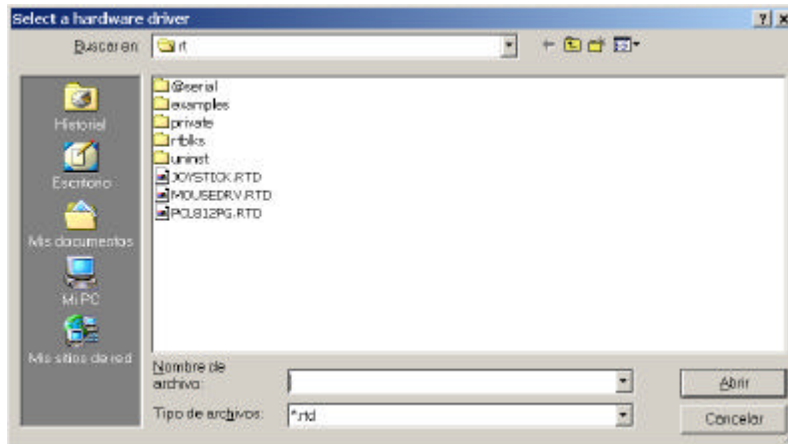 Select a hardware driver
Buscar en:
rt
@serial
examples
private
rtblks
uninst
JOYSTICK.RTD
MOUSEDRV.RTD
PCL812PG.RTD
Historial
Escritorio
Mis documentos
Mi PC
Mis sitios de red
Nombre de archivo:
Tipo de archivos:
*.rtd
Abrir
Cancelar